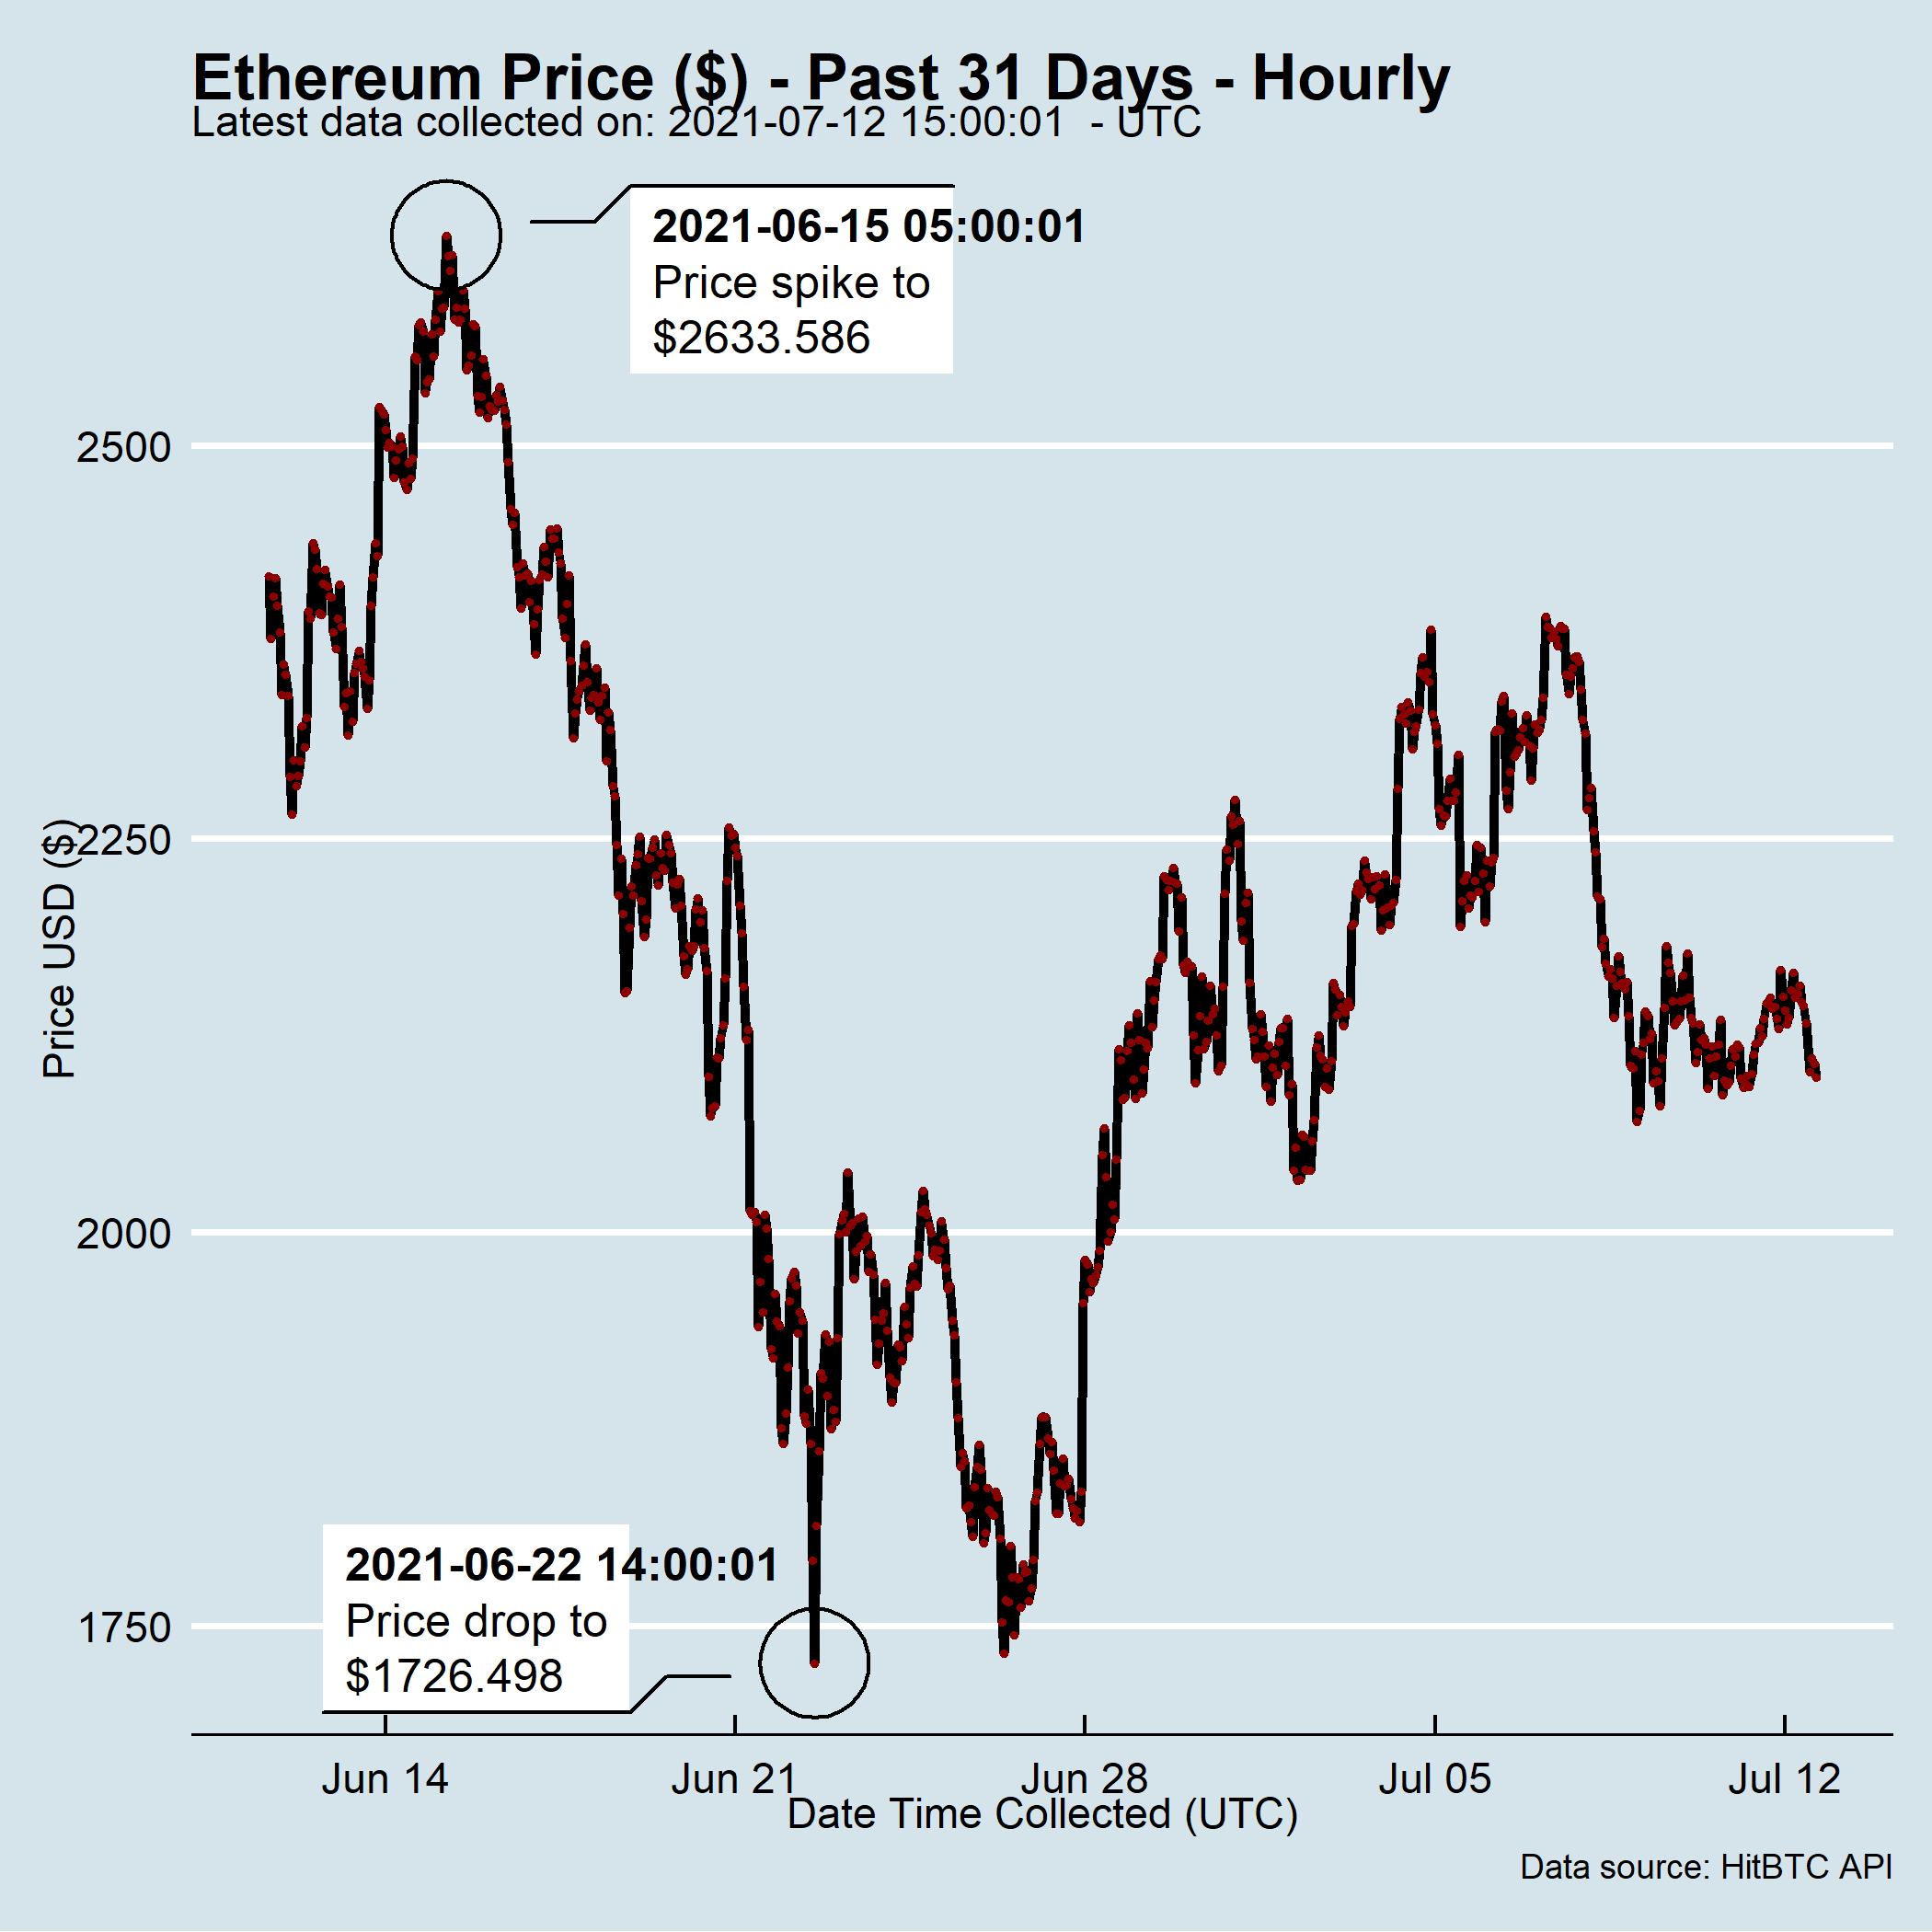 Ethereum Price ($) - Past 31 Days - Hourly
Latest data collected on: 2021-07-12 15:00:01  - UTC
2021-06-15 05:00:01
Price spike to
$2633.586
2500
2250
2000
1750
Price USD ($)
2021-06-22 14:00:01
Price drop to
$1726.498
Jun 14
Jun 21
Jun 28
Jul 05
Jul 12
Date Time Collected (UTC)
Data source: HitBTC API